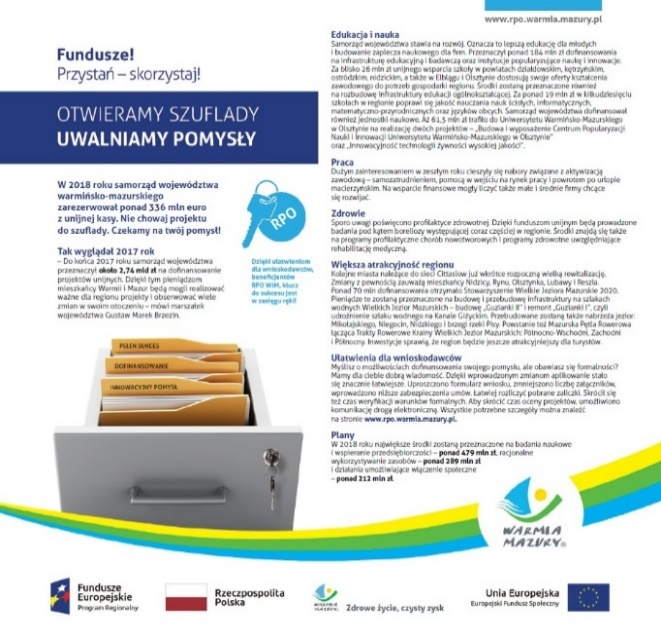 www.rpo.warmia.mazury.pl
Fundusze!
Przystań – skorzystaj!
OTWIERAMY SZUFLADY
UWALNIAMY POMYSŁY
W 2018 roku samorząd województwa
warmińsko-mazurskiego
zarezerwował ponad 336 mln euro
z unijnej kasy. Nie chowaj projektu
do szuflady. Czekamy na twój pomysł!
Tak wyglądał 2017 rok
– Do końca 2017 roku samorząd województwa
przeznaczył około 2,74 mld zł na dofinansowanie
projektów unijnych. Dzięki tym pieniądzom
mieszkańcy Warmii i Mazur będą mogli realizować
ważne dla regionu projekty i obserwować wiele
zmian w swoim otoczeniu – mówi marszałek
województwa Gustaw Marek Brzezin.
RPO
Dzięki ułatwieniom
dla wnioskodawców,
beneficjentów
RPO WiM, klucz
do sukcesu jest
w zasięgu ręki!
PEŁEN SUKCES
DOFINANSOWANIE
INNOWACYJNY POMYSŁ
Edukacja i nauka
Samorząd województwa stawia na rozwój. Oznacza to lepszą edukację dla młodych
i budowanie zaplecza naukowego dla firm. Przeznaczył ponad 184 mln zł dofinansowania
na infrastrukturę edukacyjną i badawczą oraz instytucje popularyzujące naukę i innowacje.
Za blisko 26 mln zł unijnego wsparcia szkoły w powiatach działdowskim, kętrzyńskim,
ostródzkim, nidzickim, a także w Elblągu i Olsztynie dostosują swoje oferty kształcenia
zawodowego do potrzeb gospodarki regionu. Środki zostaną przeznaczone również
na rozbudowę infrastruktury edukacji ogólnokształcącej. Za ponad 19 mln zł w kilkudziesięciu
szkołach w regionie poprawi się jakość nauczania nauk ścisłych, informatycznych,
matematyczno-przyrodniczych oraz języków obcych. Samorząd województwa dofinansował
również jednostki naukowe. Aż 61,5 mln zł trafiło do Uniwersytetu Warmińsko-Mazurskiego
w Olsztynie na realizację dwóch projektów – „Budowa i wyposażenie Centrum Popularyzacji
Nauki i Innowacji Uniwersytetu Warmińsko-Mazurskiego w Olsztynie”
oraz „Innowacyjność technologii żywności wysokiej jakości”.
Praca
Dużym zainteresowaniem w zeszłym roku cieszyły się nabory związane z aktywizacją
zawodową – samozatrudnieniem, pomocą w wejściu na rynek pracy i powrotem po urlopie
macierzyńskim. Na wsparcie finansowe mogły liczyć także małe i średnie firmy chcące
się rozwijać.
Zdrowie
Sporo uwagi poświęcono profilaktyce zdrowotnej. Dzięki funduszom unijnym będą prowadzone
badania pod kątem boreliozy występującej coraz częściej w regionie. Środki znajdą się także
na programy profilaktyczne chorób nowotworowych i programy zdrowotne uwzględniające
rehabilitację medyczną.
Większa atrakcyjność regionu
Kolejne miasta należące do sieci Cittaslow już wkrótce rozpoczną wielką rewitalizację.
Zmiany z pewnością zauważą mieszkańcy Nidzicy, Rynu, Olsztynka, Lubawy i Reszla.
Ponad 70 mln dofinansowania otrzymało Stowarzyszenie Wielkie Jeziora Mazurskie 2020.
Pieniądze te zostaną przeznaczone na budowę i przebudowę infrastruktury na szlakach
wodnych Wielkich Jezior Mazurskich – budowę „Guzianki II” i remont „Guzianki I”, czyli
udrożnienie szlaku wodnego na Kanale Giżyckim. Przebudowane zostaną także nabrzeża jezior:
Mikołajskiego, Niegocin, Nidzkiego i brzegi rzeki Pisy. Powstanie też Mazurska Pętla Rowerowa
łącząca Trakty Rowerowe Krainy Wielkich Jezior Mazurskich: Północno-Wschodni, Zachodni
i Północny. Inwestycje sprawią, że region będzie jeszcze atrakcyjniejszy dla turystów.
Ułatwienia dla wnioskodawców
Myślisz o możliwościach dofinansowania swojego pomysłu, ale obawiasz się formalności?
Mamy dla ciebie dobrą wiadomość. Dzięki wprowadzonym zmianom aplikowanie stało
się znacznie łatwiejsze. Uproszczono formularz wniosku, zmniejszono liczbę załączników,
wprowadzono niższe zabezpieczenia umów. Łatwiej rozliczyć pobrane zaliczki. Skrócił się
też czas weryfikacji warunków formalnych. Aby skrócić czas oceny projektów, umożliwiono
komunikację drogą elektroniczną. Wszystkie potrzebne szczegóły można znaleźć
na stronie www.rpo.warmia.mazury.pl.
Plany
W 2018 roku największe środki zostaną przeznaczone na badania naukowe
i wspieranie przedsiębiorczości – ponad 479 mln zł, racjonalne
wykorzystywanie zasobów – ponad 289 mln zł
i działania umożliwiające włączenie społeczne
– ponad 212 mln zł.
WARMIA
MAZURY®
Fundusze
Europejskie
Program Regionalny
Rzeczpospolita
Polska
WARMIA
MAZURY
Zdrowe życie, czysty zysk
Unia Europejska
Europejski Fundusz Społeczny